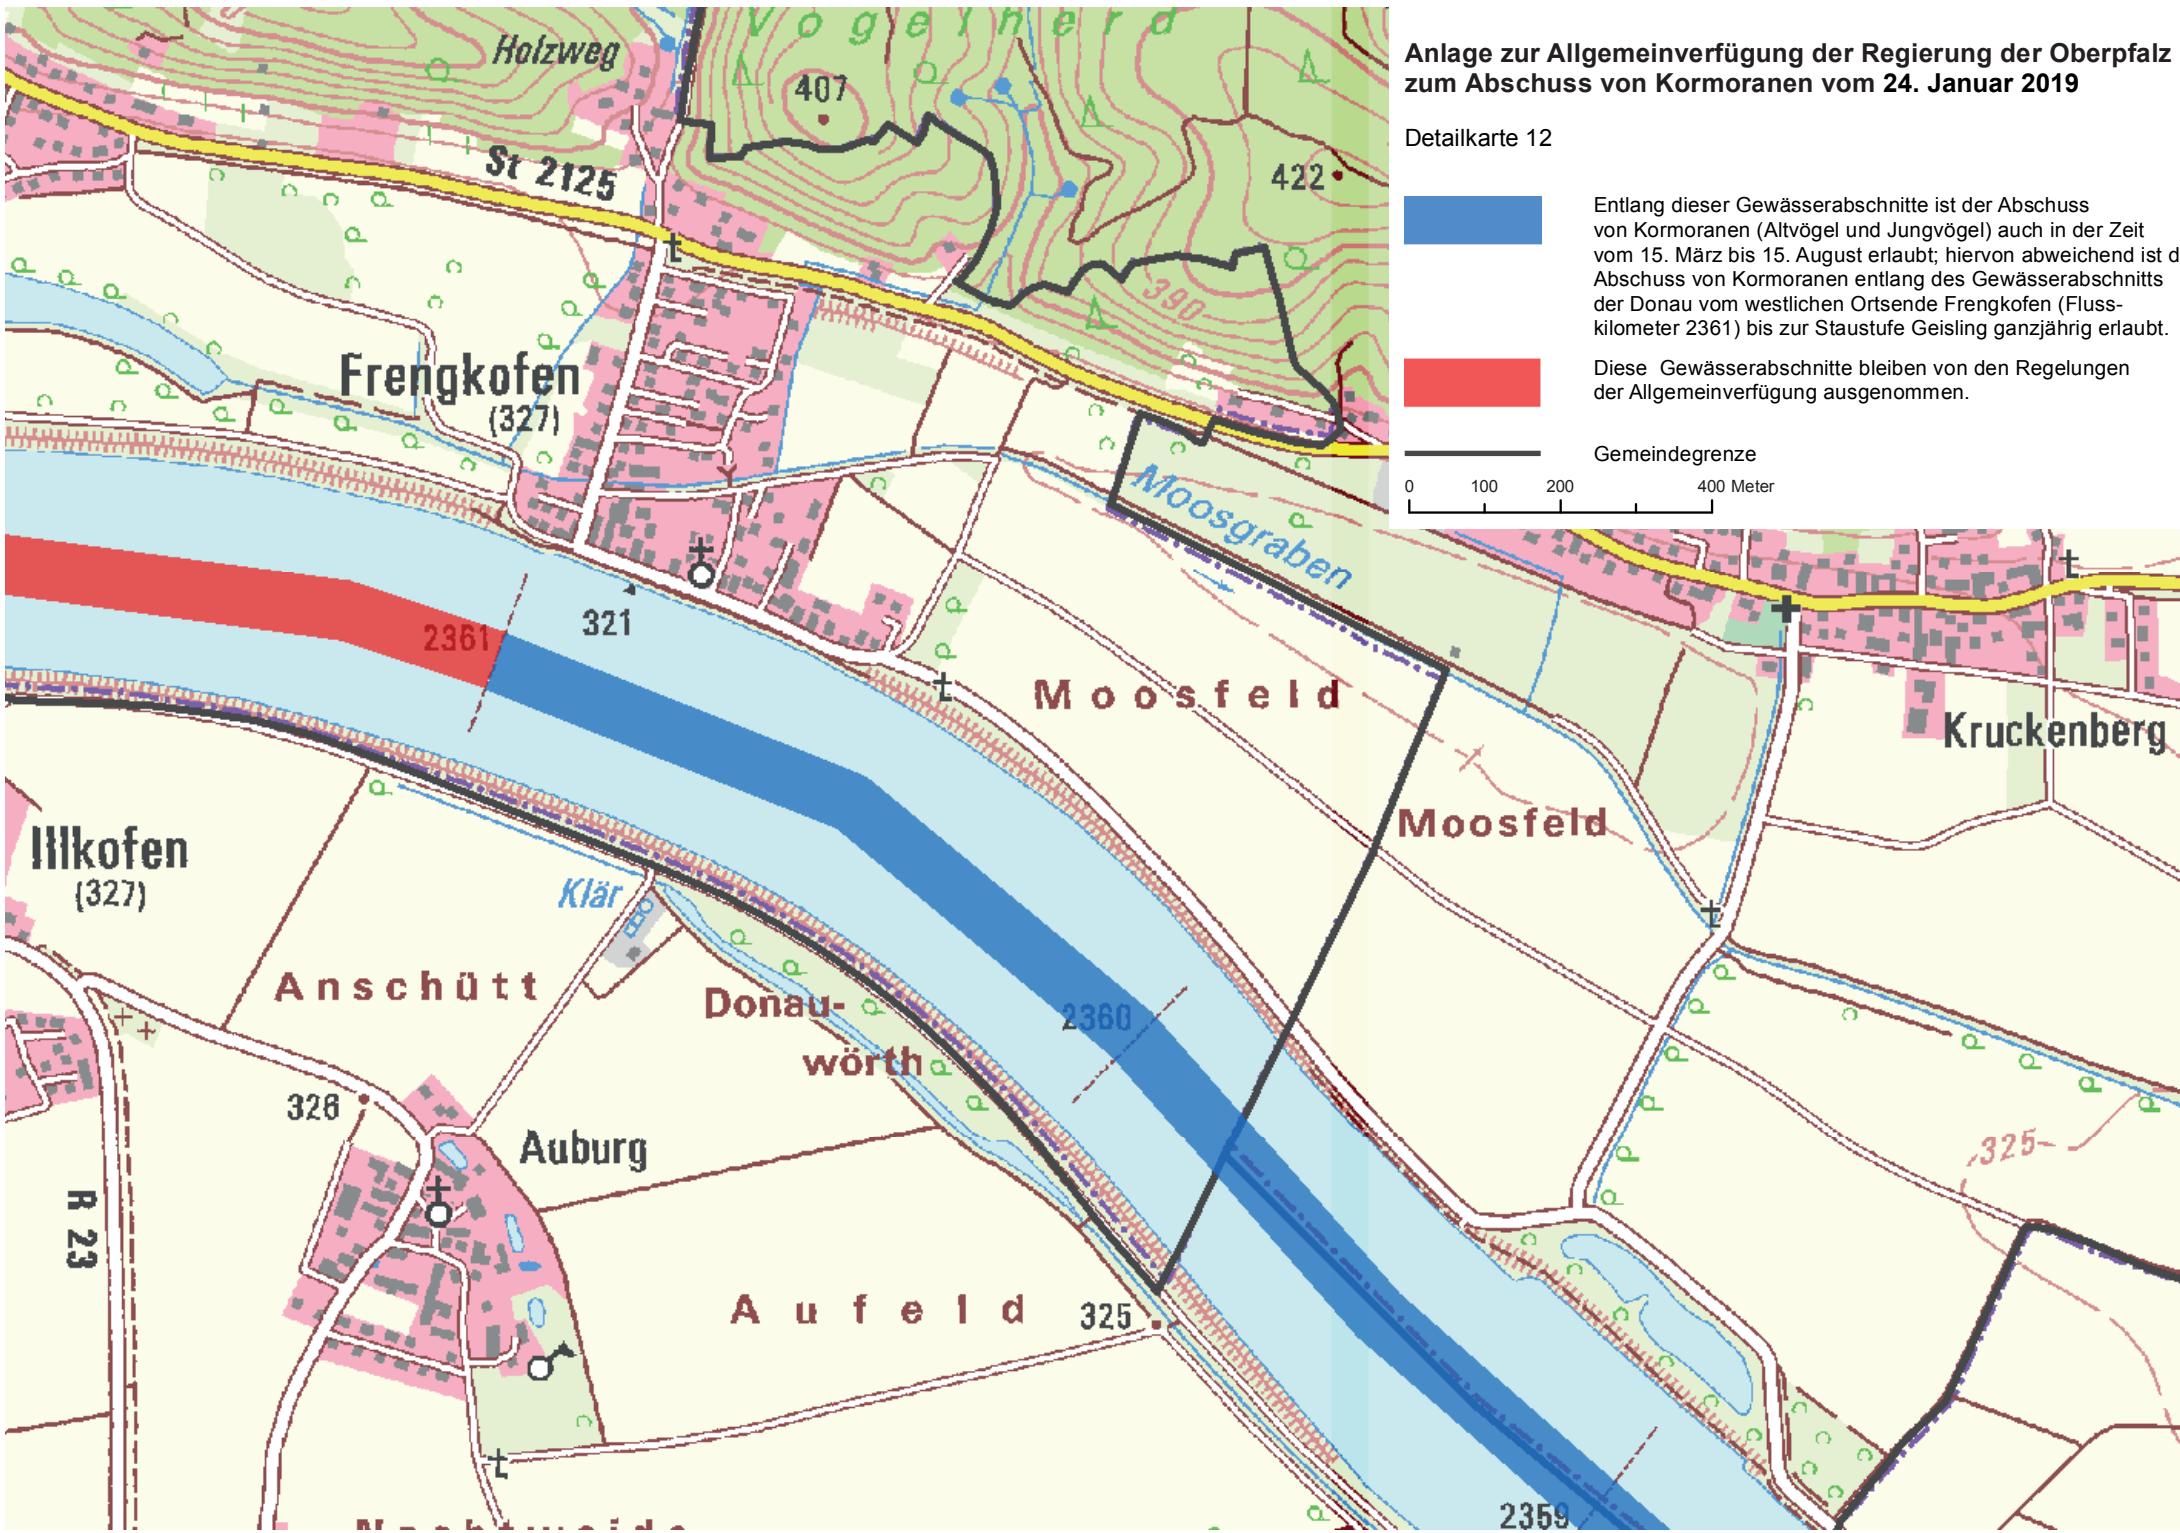 Anlage zur Allgemeinverfügung der Regierung der Oberpfalz
zum Abschuss von Kormoranen vom 24. Januar 2019
Detailkarte 12
Entlang dieser Gewässerabschnitte ist der Abschuss
von Kormoranen (Altvögel und Jungvögel) auch in der Zeit
vom 15. März bis 15. August erlaubt; hiervon abweichend ist d
Abschuss von Kormoranen entlang des Gewässerabschnitts
der Donau vom westlichen Ortsende Frengkofen (Fluss-
kilometer 2361) bis zur Staustufe Geisling ganzjährig erlaubt.
Diese Gewässerabschnitte bleiben von den Regelungen
der Allgemeinverfügung ausgenommen.
Gemeindegrenze
0 100 200 400 Meter
Vogelherd
Holzweg
407
St 2125
422
390
Frengkofen
(327)
Moosgraben
321
2361
Moosfeld
Kruckenberg
Moosfeld
Illkofen
(327)
Klär
Anschütt
Donau-
wörth
2360
326
Auburg
325
R 23
Aufeld
325
2359